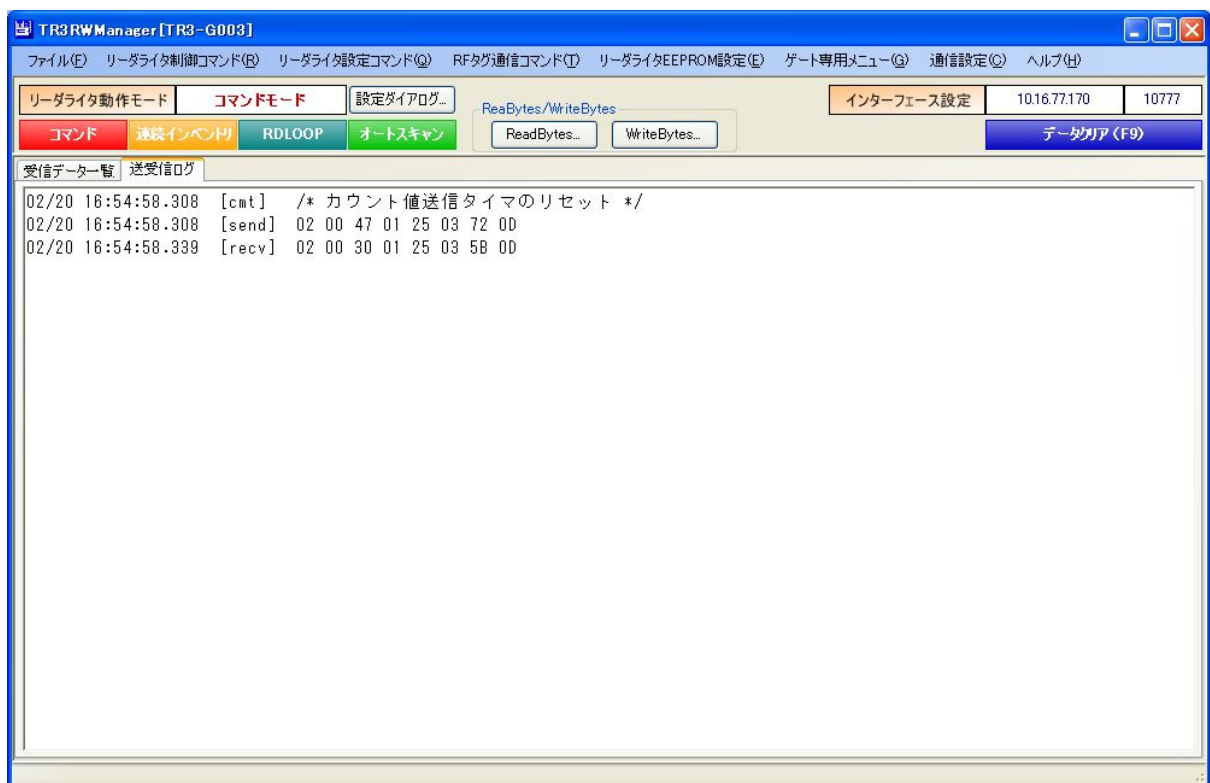 TR3RWManager[TR3-G003]
ファイル(F) リーダライタ制御コマンド(R) リーダライタ設定コマンド(Q) RFタグ通信コマンド(T) リーダライタEEPROM設定(E) ゲート専用メニュー(G) 通信設定(C) ヘルプ(H)
リーダライタ動作モード コマンドモード 設定ダイアログ... ReaBytes/WriteBytes インターフェース設定 10.16.77.170 10777
コマンド 連続インベントリ RDLOOP オートスキャン ReadBytes... WriteBytes... データクリア(F9)
受信データ一覧 送受信ログ
02/20 16:54:58.308 [cmt] /* カウント値送信タイマのリセット */
02/20 16:54:58.308 [send] 02 00 47 01 25 03 72 0D
02/20 16:54:58.339 [recv] 02 00 30 01 25 03 5B 0D